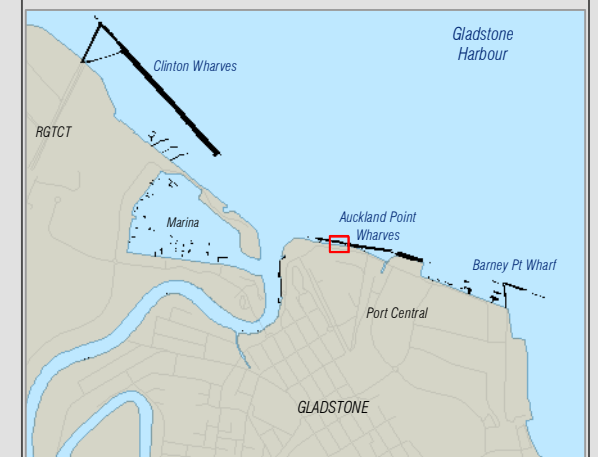 Gladstone
Harbour
Clinton Wharves
RGTCT
Marina
Auckland Point
Wharves
Barney Pt Wharf
Port Central
GLADSTONE